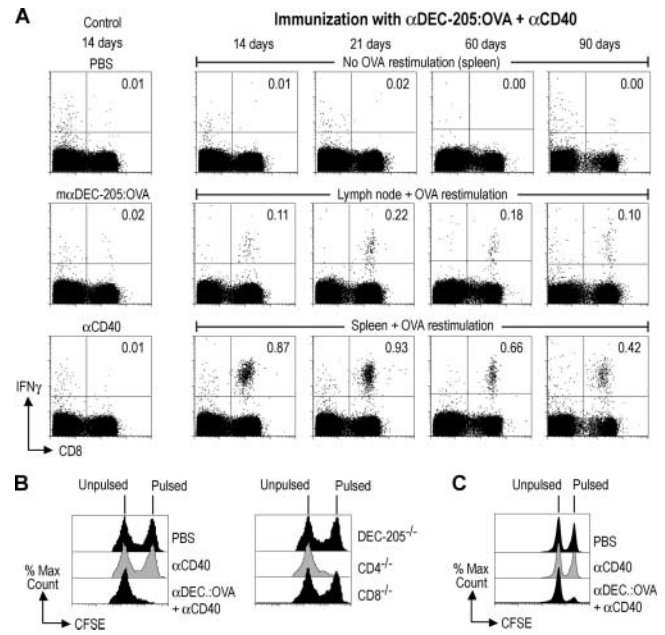 A
Control
14 days
PBS
Immunization with αDEC-205:OVA + αCD40
14 days 21 days 60 days 90 days
No OVA restimulation (spleen)
0.01 0.01 0.02 0.00 0.00
mαDEC-205:OVA
Lymph node + OVA restimulation
0.02 0.11 0.22 0.18 0.10
αCD40
Spleen + OVA restimulation
0.01 0.87 0.93 0.66 0.42
IFNγ
CD8
B
Unpulsed Pulsed
PBS
αCD40
αDEC.:OVA
+ αCD40
% Max
Count
CFSE
Unpulsed Pulsed
DEC-205-/-
CD4-/-
CD8-/-
C
Unpulsed Pulsed
PBS
αCD40
αDEC.:OVA
+ αCD40
% Max
Count
CFSE